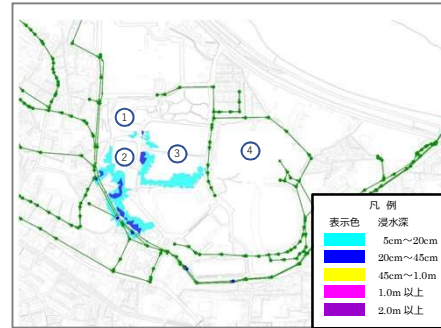 ①
②
③
④
凡 例
表示色 浸水深
5cm～20cm
20cm～45cm
45cm～1.0m
1.0m 以上
2.0m 以上